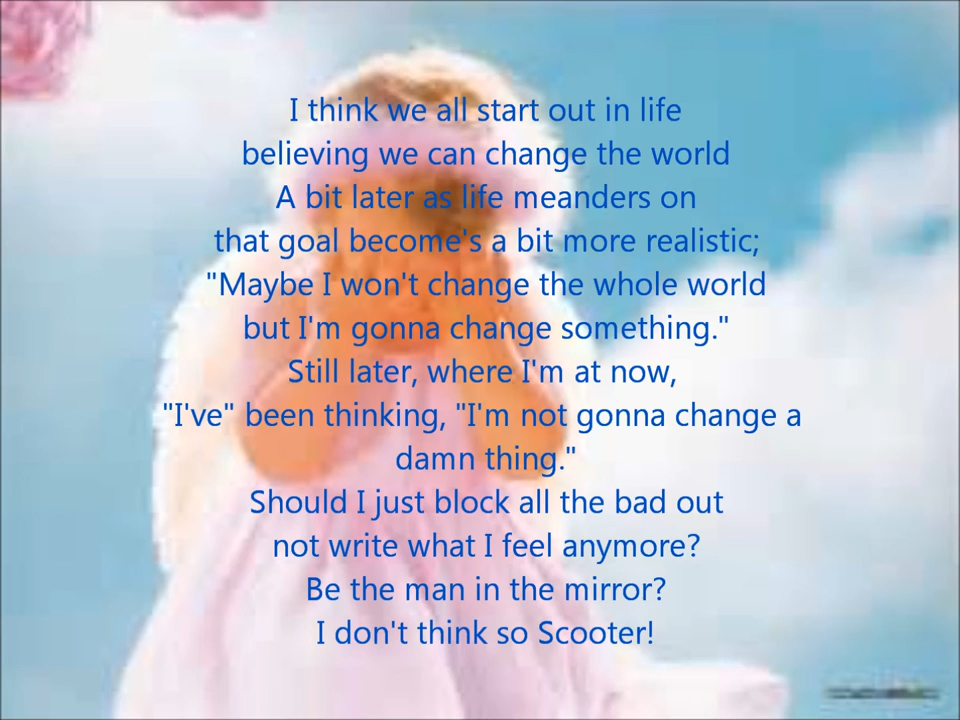 I think we all start out in life
believing we can change the world
A bit later as life meanders on
that goal become's a bit more realistic;
"Maybe I won't change the whole world
but I'm gonna change something."
Still later, where I'm at now,
"I've" been thinking, "I'm not gonna change a
damn thing."
Should I just block all the bad out
not write what I feel anymore?
Be the man in the mirror?
I don't think so Scooter!